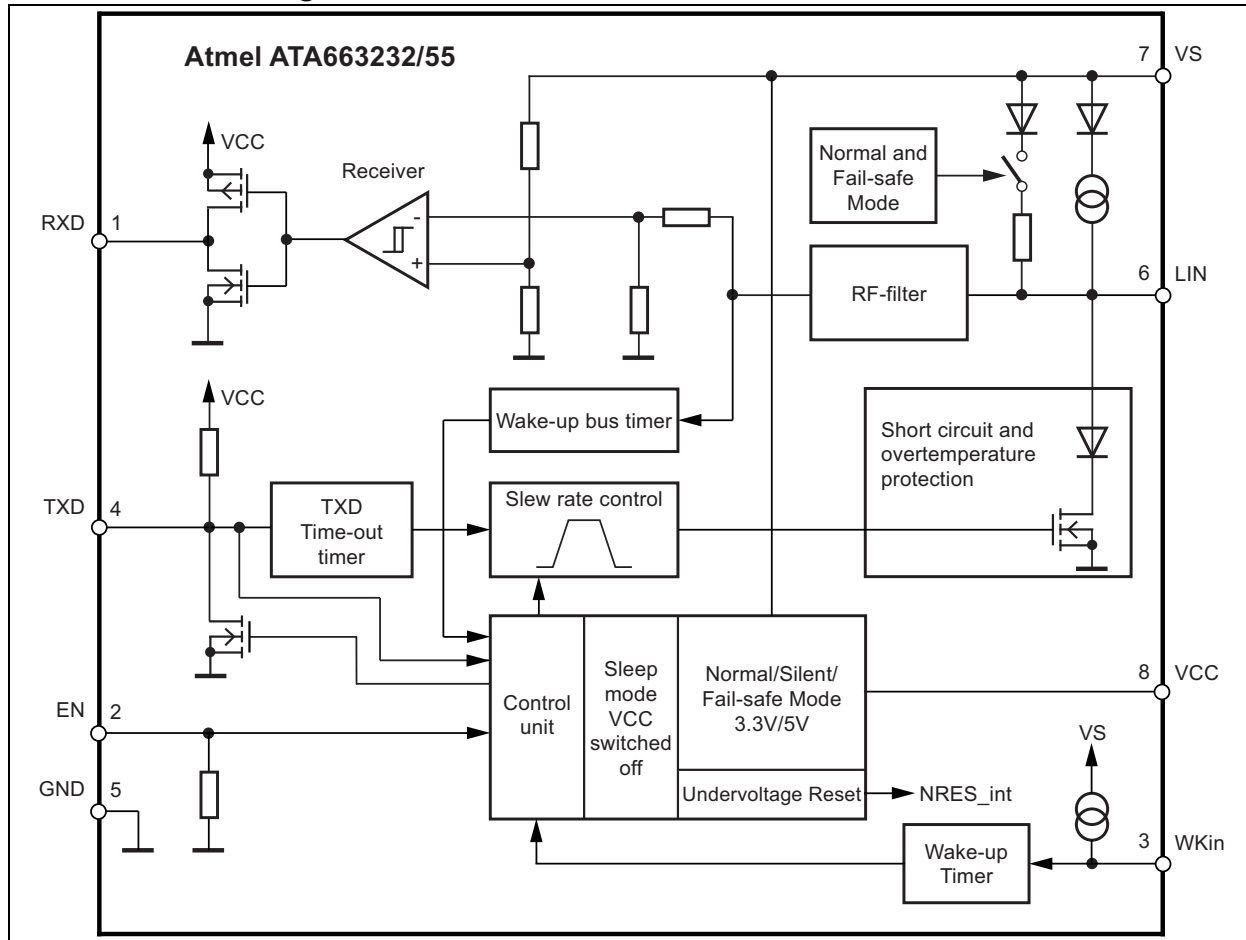 Atmel ATA663232/55
7
VS
VCC
Receiver
Normal and
Fail-safe
Mode
RXD
1
-
+
RF-filter
6
LIN
VCC
Wake-up bus timer
Short circuit and
overtemperature
protection
TXD
4
TXD
Time-out
timer
Slew rate control
Control
unit
Sleep
mode
VCC
switched
off
Normal/Silent/
Fail-safe Mode
3.3V/5V
8
VCC
EN
2
VS
GND
5
Undervoltage Reset
NRES_int
Wake-up
Timer
3
WKin